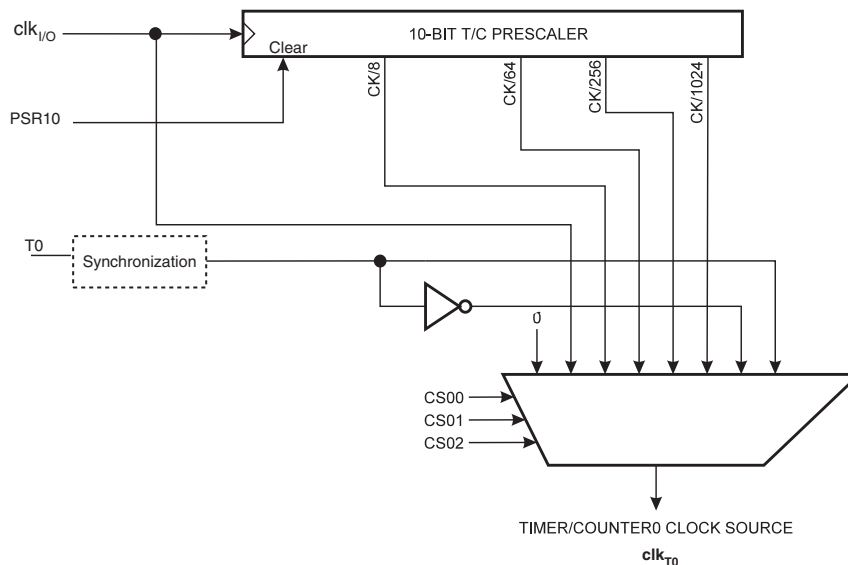 clkI/O
10-BIT T/C PRESCALER
Clear
CK/8
CK/64
CK/256
CK/1024
PSR10
T0
Synchronization
0
CS00
CS01
CS02
TIMER/COUNTER0 CLOCK SOURCE
clkT0